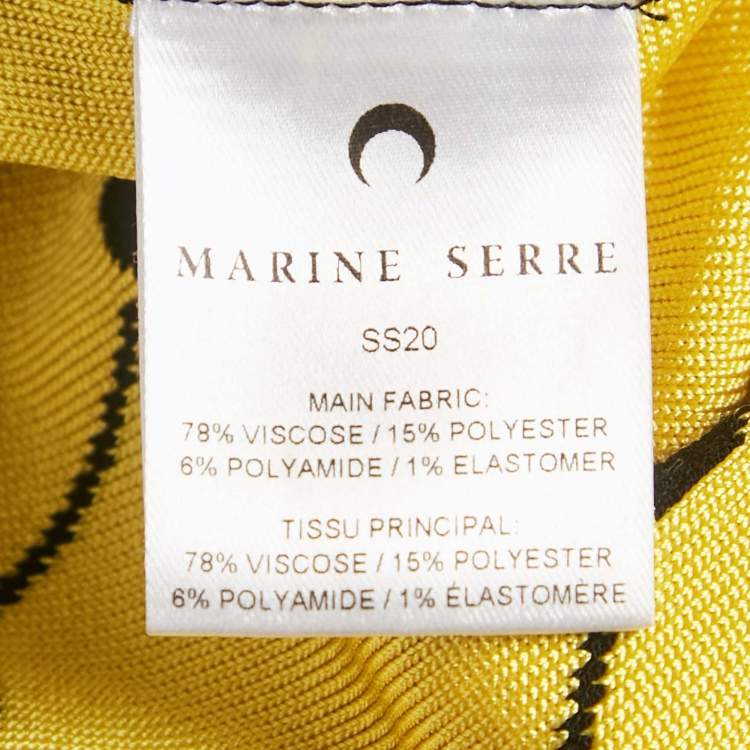 MARINE SERRE
SS20
MAIN FABRIC:
78% VISCOSE / 15% POLYESTER
6% POLYAMIDE / 1% ELASTOMER
TISSU PRINCIPAL:
78% VISCOSE / 15% POLYESTER
6% POLYAMIDE / 1% ÉLASTOMÈRE